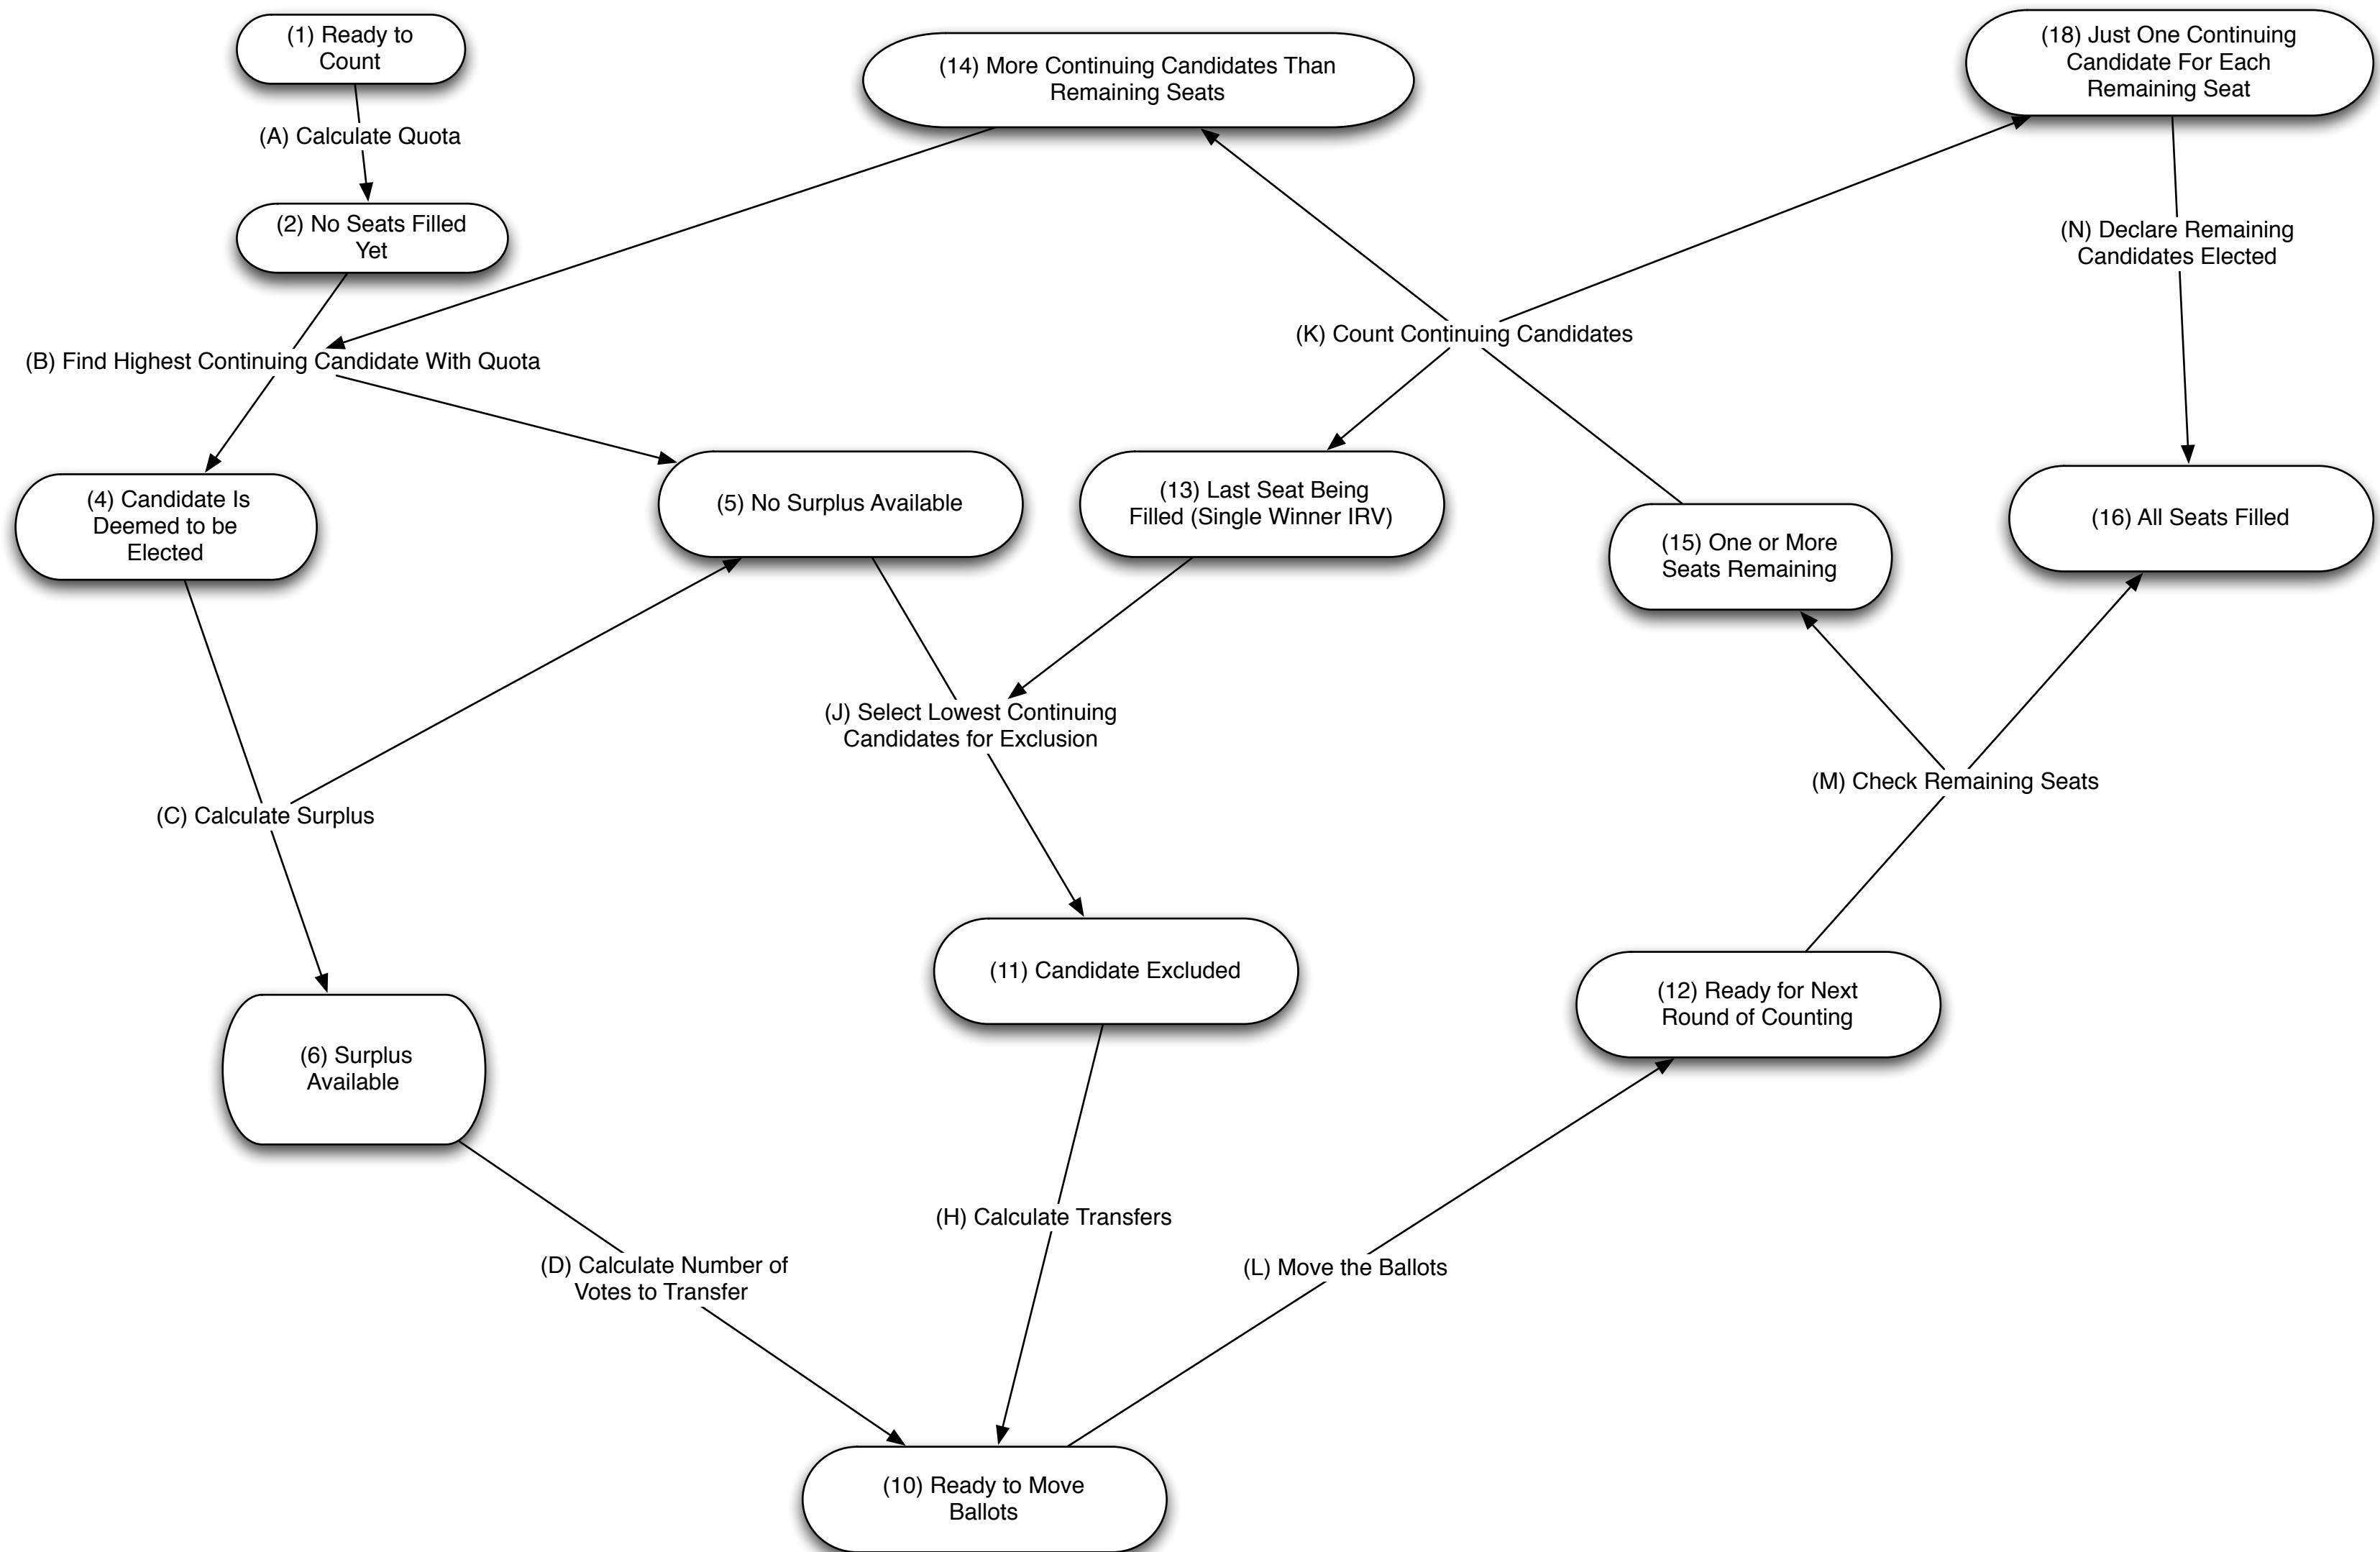 (1) Ready to
Count
(14) More Continuing Candidates Than
Remaining Seats
(18) Just One Continuing
Candidate For Each
Remaining Seat
(A) Calculate Quota
(2) No Seats Filled
Yet
(N) Declare Remaining
Candidates Elected
(K) Count Continuing Candidates
(B) Find Highest Continuing Candidate With Quota
(4) Candidate Is
Deemed to be
Elected
(5) No Surplus Available
(13) Last Seat Being
Filled (Single Winner IRV)
(15) One or More
Seats Remaining
(16) All Seats Filled
(J) Select Lowest Continuing
Candidates for Exclusion
(C) Calculate Surplus
(M) Check Remaining Seats
(11) Candidate Excluded
(12) Ready for Next
Round of Counting
(6) Surplus
Available
(H) Calculate Transfers
(D) Calculate Number of
Votes to Transfer
(L) Move the Ballots
(10) Ready to Move
Ballots